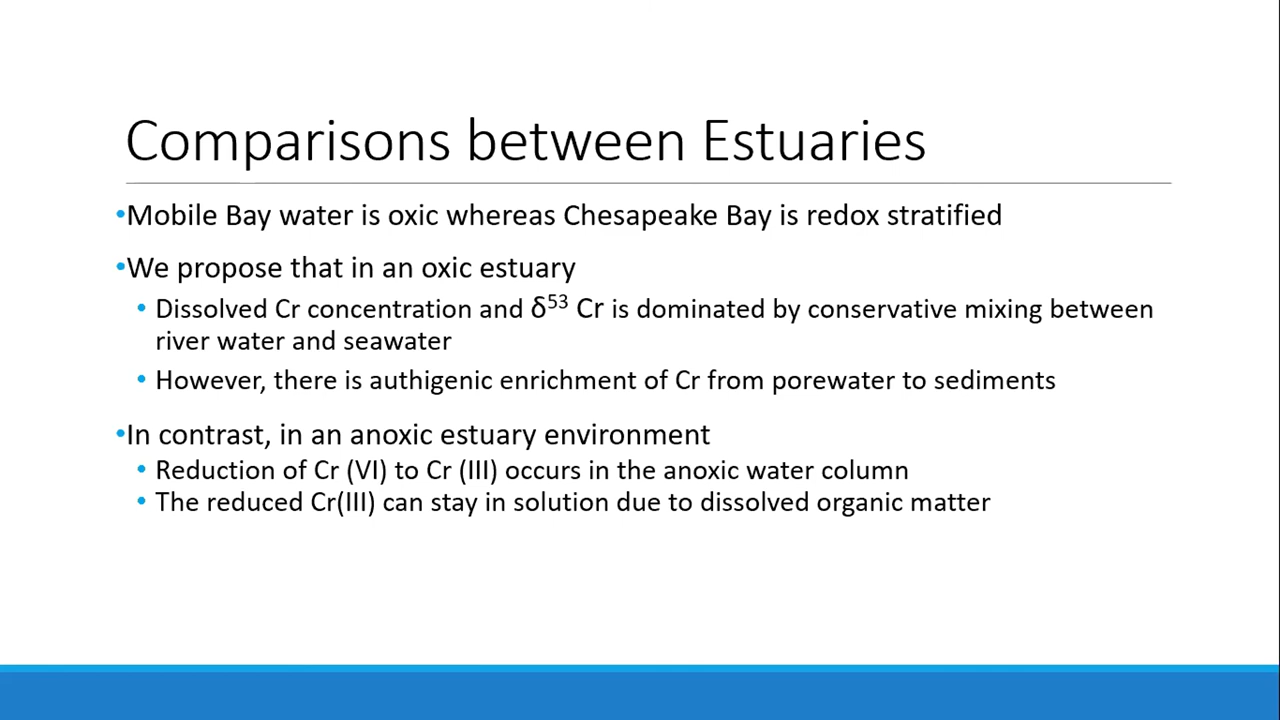 Comparisons between Estuaries
•Mobile Bay water is oxic whereas Chesapeake Bay is redox stratified
•We propose that in an oxic estuary
• Dissolved Cr concentration and δ⁵³ Cr is dominated by conservative mixing between
river water and seawater
• However, there is authigenic enrichment of Cr from porewater to sediments
•In contrast, in an anoxic estuary environment
• Reduction of Cr (VI) to Cr (III) occurs in the anoxic water column
• The reduced Cr(III) can stay in solution due to dissolved organic matter